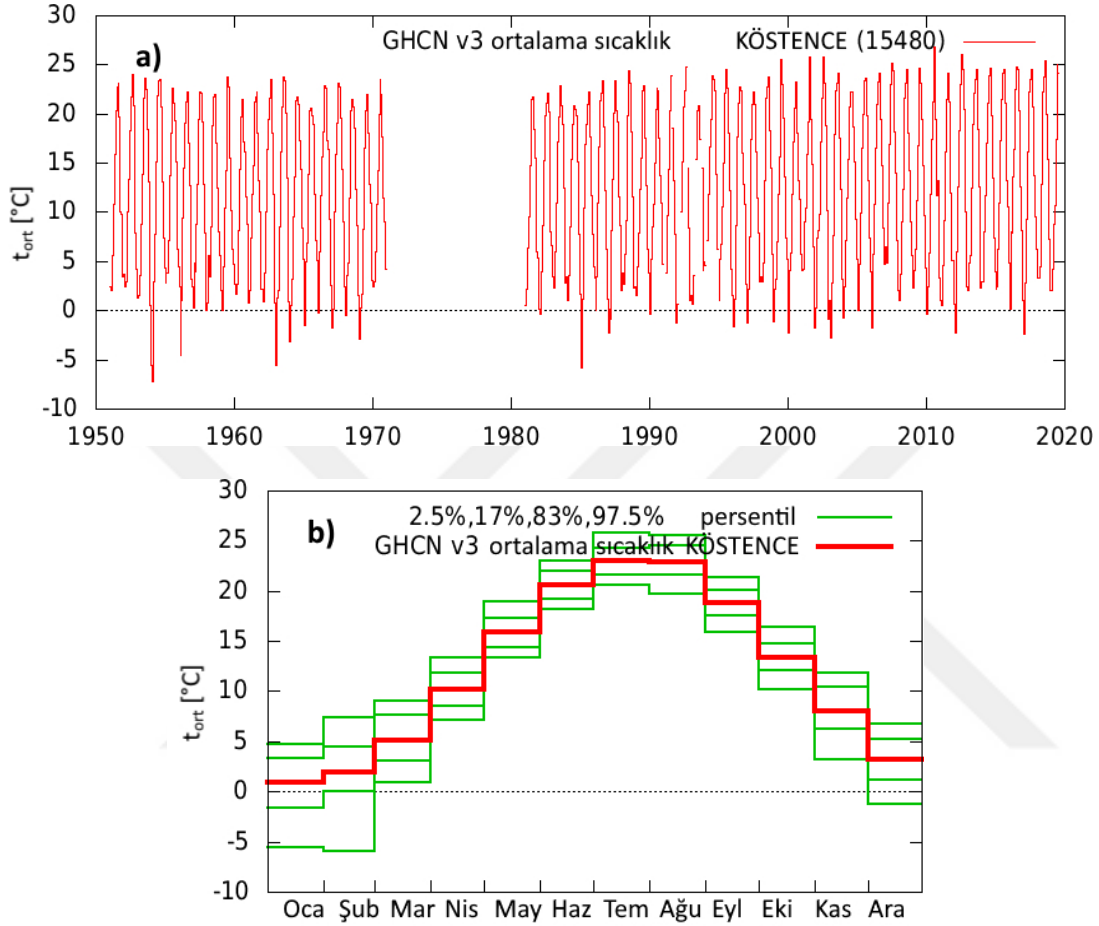 30
a) GHCN v3 ortalama sıcaklık KÖSTENCE (15480)
25
20
15
10
5
0
-5
-10
t_ort [°C]
1950 1960 1970 1980 1990 2000 2010 2020
30
b) 2.5%,17%,83%,97.5% persentil
GHCN v3 ortalama sıcaklık KÖSTENCE
25
20
15
10
5
0
-5
-10
t_ort [°C]
Oca Şub Mar Nis May Haz Tem Ağu Eyl Eki Kas Ara